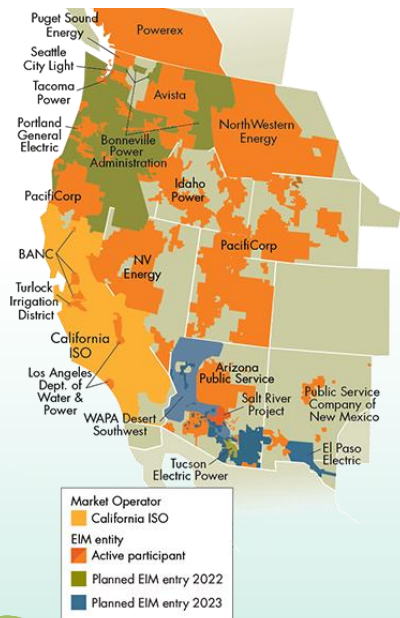 Puget Sound
Energy
Powerex
Seattle
City Light
Tacoma
Power
Avista
Portland
General
Electric
Bonneville
Power
Administration
NorthWestern
Energy
Idaho
Power
PacifiCorp
PacifiCorp
BANC
NV
Energy
Turlock
Irrigation
District
California
ISO
Los Angeles
Dept. of
Water &
Power
Arizona
Public Service
Salt River
Project
Public Service
Company of
New Mexico
WAPA Desert
Southwest
El Paso
Electric
Tucson
Electric Power
Market Operator
California ISO
EIM entity
Active participant
Planned EIM entry 2022
Planned EIM entry 2023